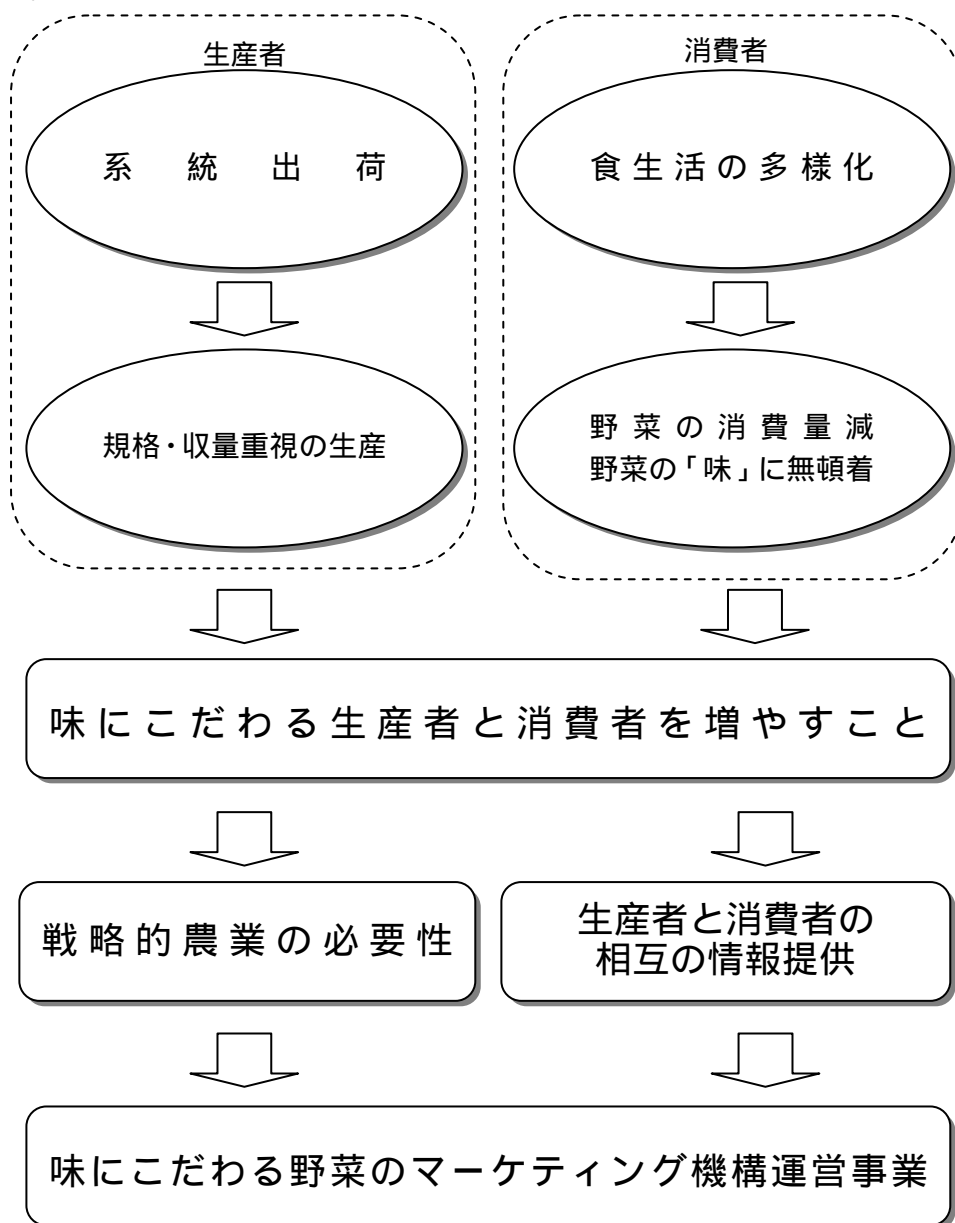 生産者
系統出荷
規格・収量重視の生産
消費者
食生活の多様化
野菜の消費量減
野菜の「味」に無頓着
味にこだわる生産者と消費者を増やすこと
戦略的農業の必要性
生産者と消費者の
相互の情報提供
味にこだわる野菜のマーケティング機構運営事業